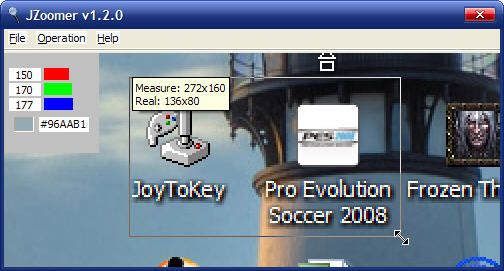 JZoomer v1.2.0
File Operation Help
150
170
177
#96AAB1
Measure: 272x160
Real: 136x80
PES 2008
JoyToKey
Pro Evolution
Soccer 2008
Frozen Th